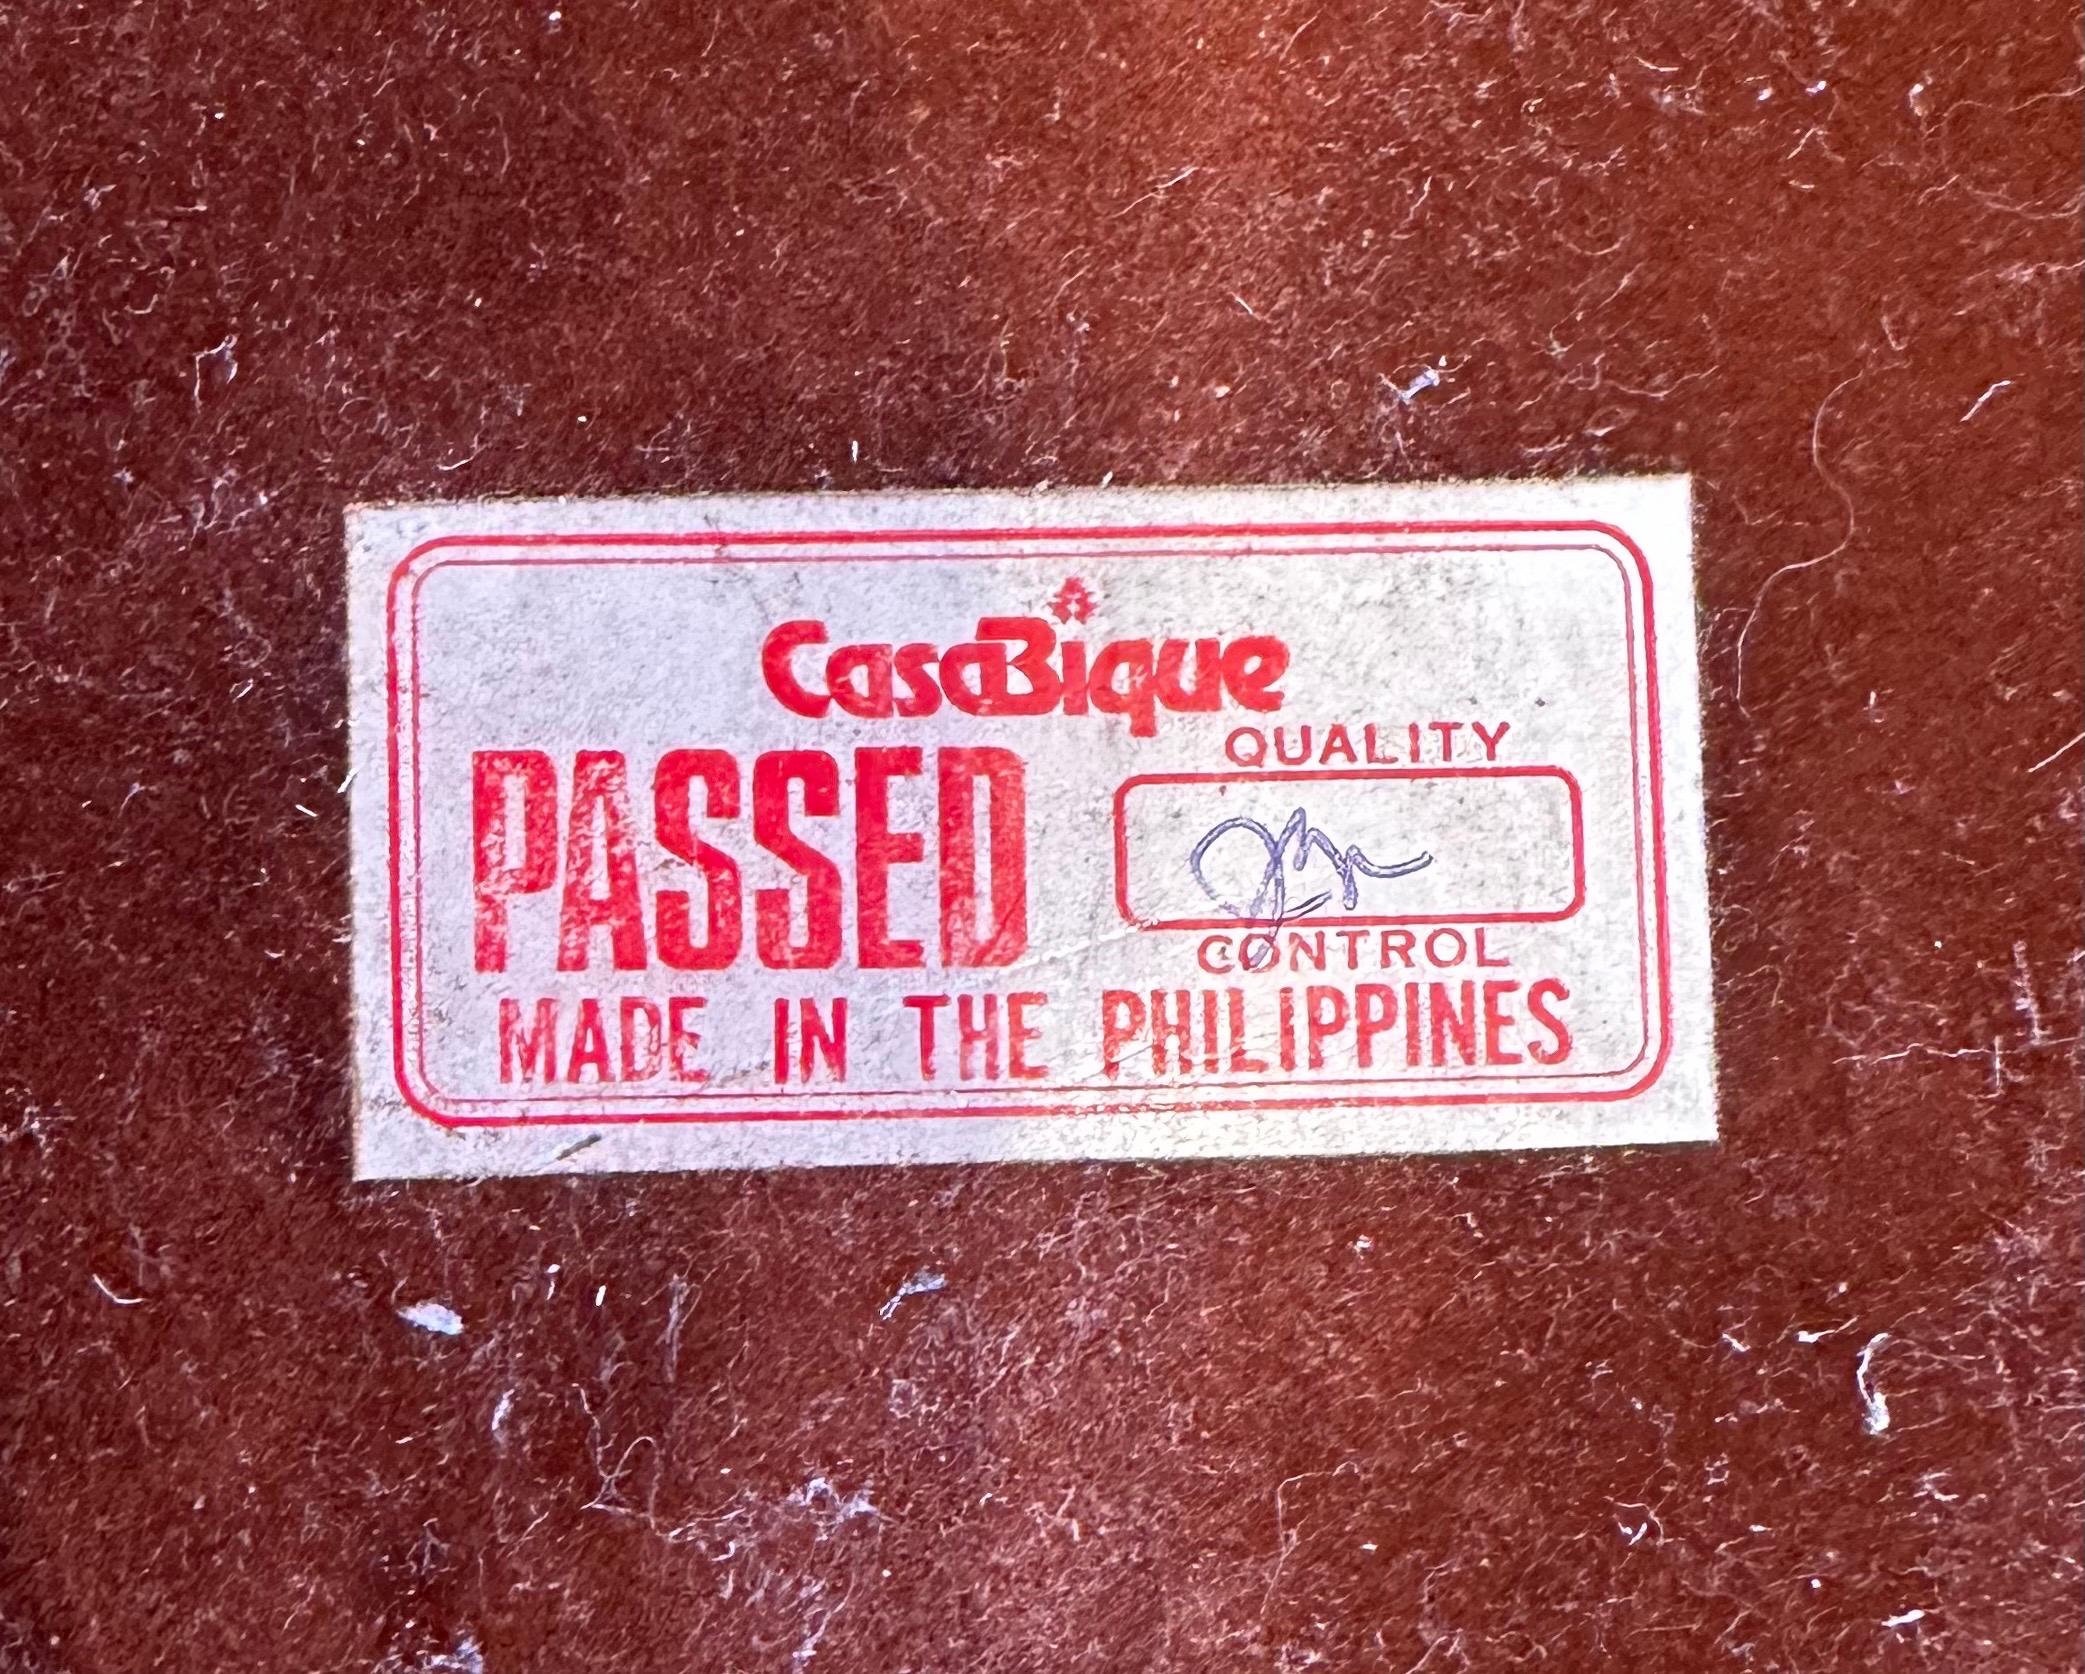 CasaBique
QUALITY
PASSED
CONTROL
MADE IN THE PHILIPPINES